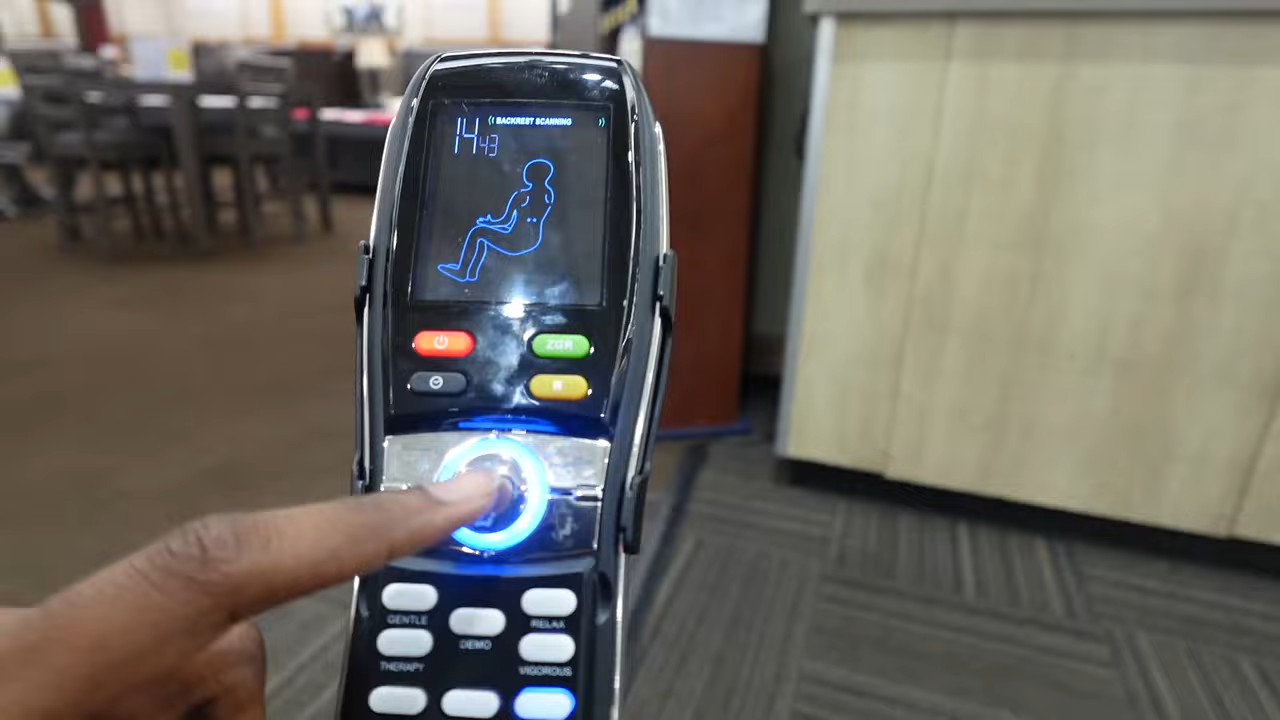 BACKREST SCANNING
14 43
ZGR
GENTLE
RELAX
DEMO
THERAPY
VIGOROUS